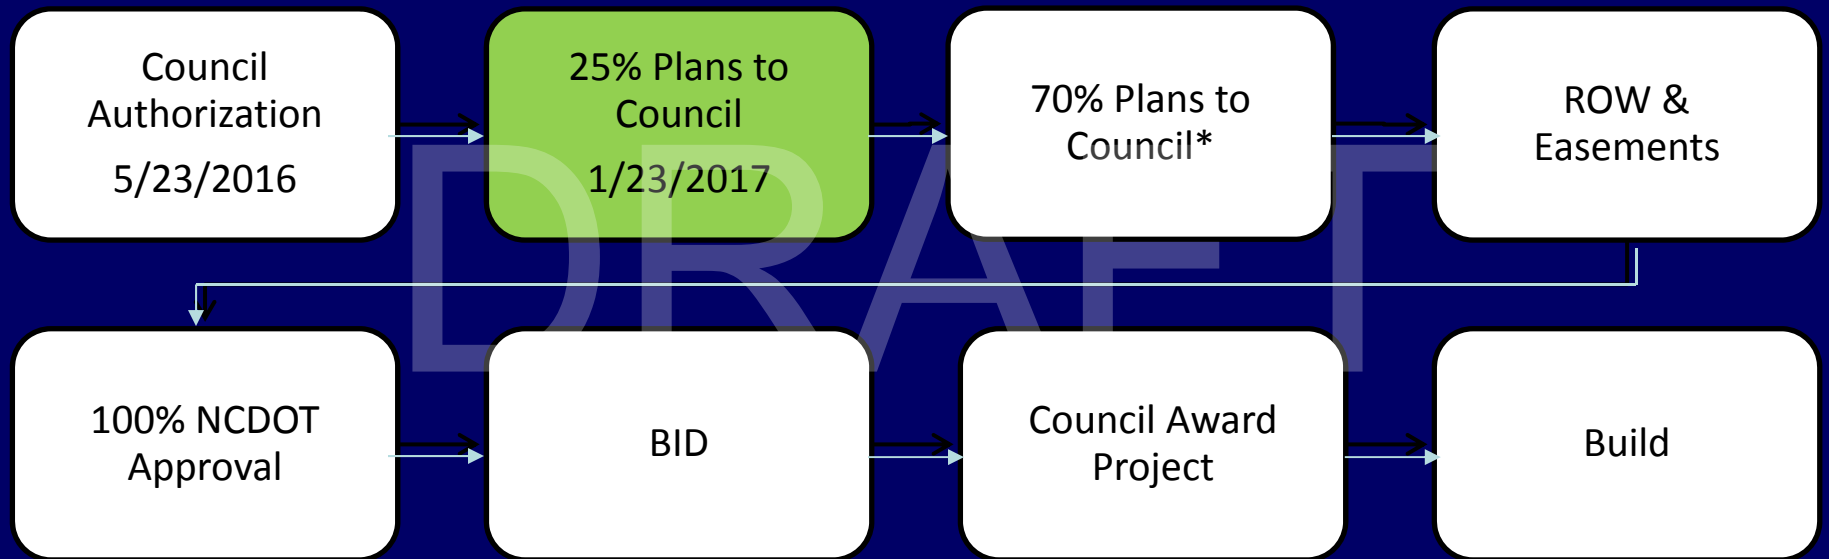 Council
Authorization
5/23/2016
25% Plans to
Council
1/23/2017
70% Plans to
Council*
ROW &
Easements
DRAFT
100% NCDOT
Approval
BID
Council Award
Project
Build